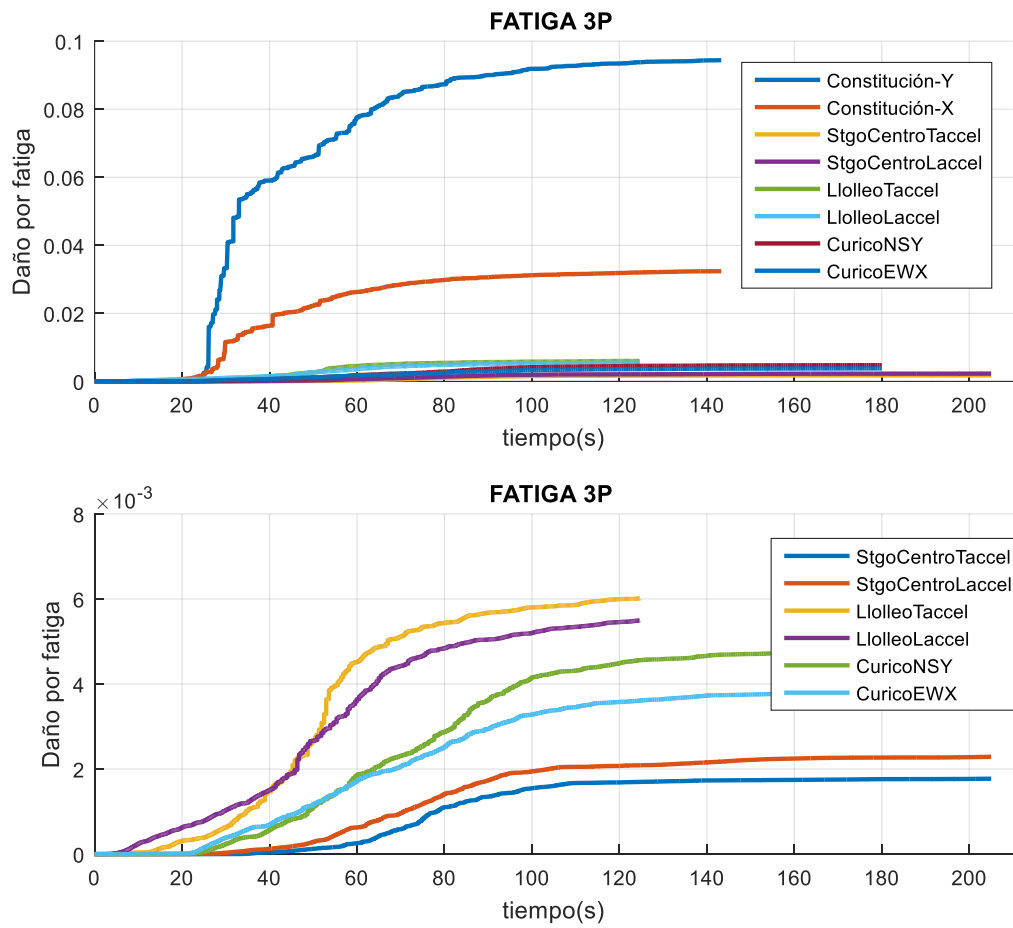 FATIGA 3P
0.1
0.08
0.06
0.04
0.02
0
Daño por fatiga
Constitución-Y
Constitución-X
StgoCentroTaccel
StgoCentroLaccel
LlolleoTaccel
LlolleoLaccel
CuricoNSY
CuricoEWX
0 20 40 60 80 100 120 140 160 180 200
tiempo(s)
FATIGA 3P
×10⁻³
8
6
4
2
0
Daño por fatiga
StgoCentroTaccel
StgoCentroLaccel
LlolleoTaccel
LlolleoLaccel
CuricoNSY
CuricoEWX
0 20 40 60 80 100 120 140 160 180 200
tiempo(s)